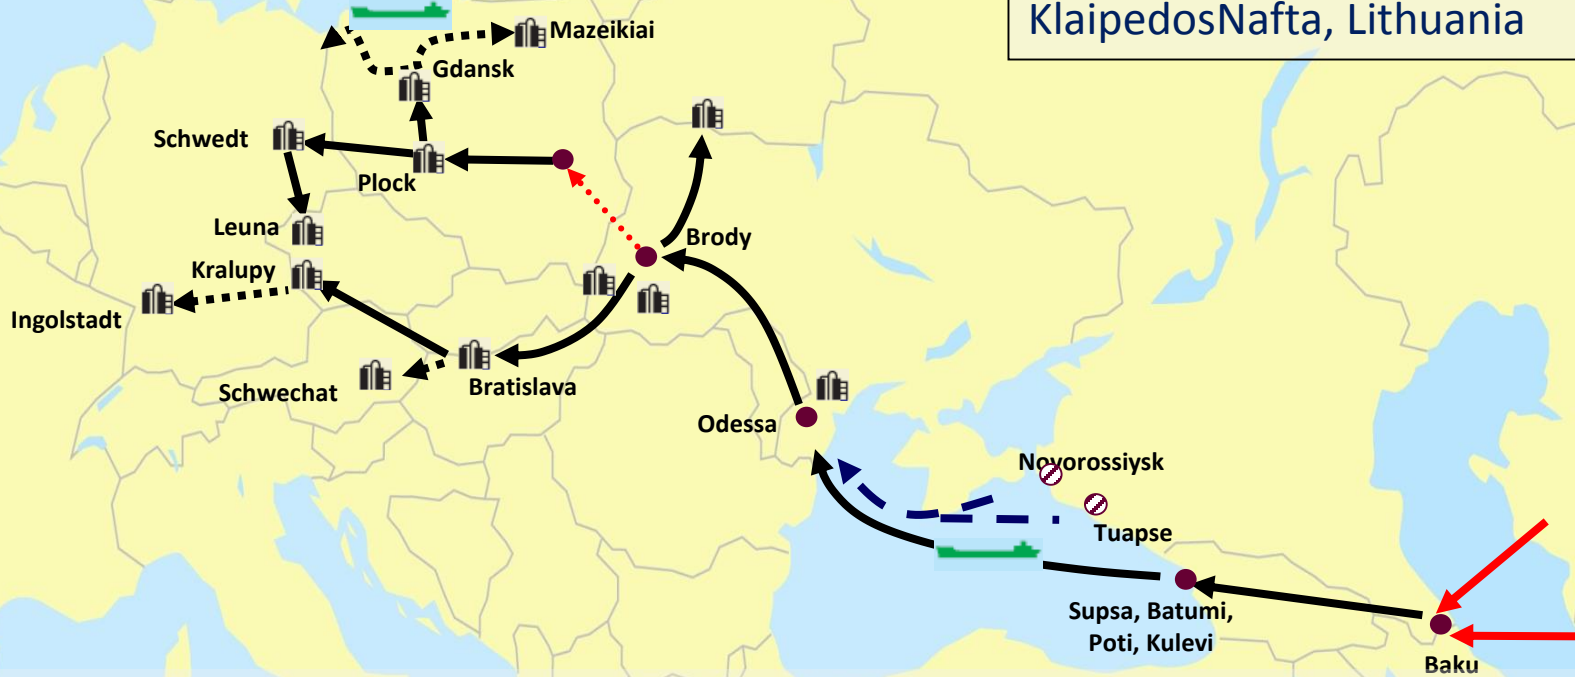 KlaipedosNafta, Lithuania
Mazeikiai
Gdansk
Schwedt
Plock
Leuna
Brody
Kralupy
Ingolstadt
Bratislava
Schwechat
Odessa
Novorossiysk
Tuapse
Supsa, Batumi,
Poti, Kulevi
Baku